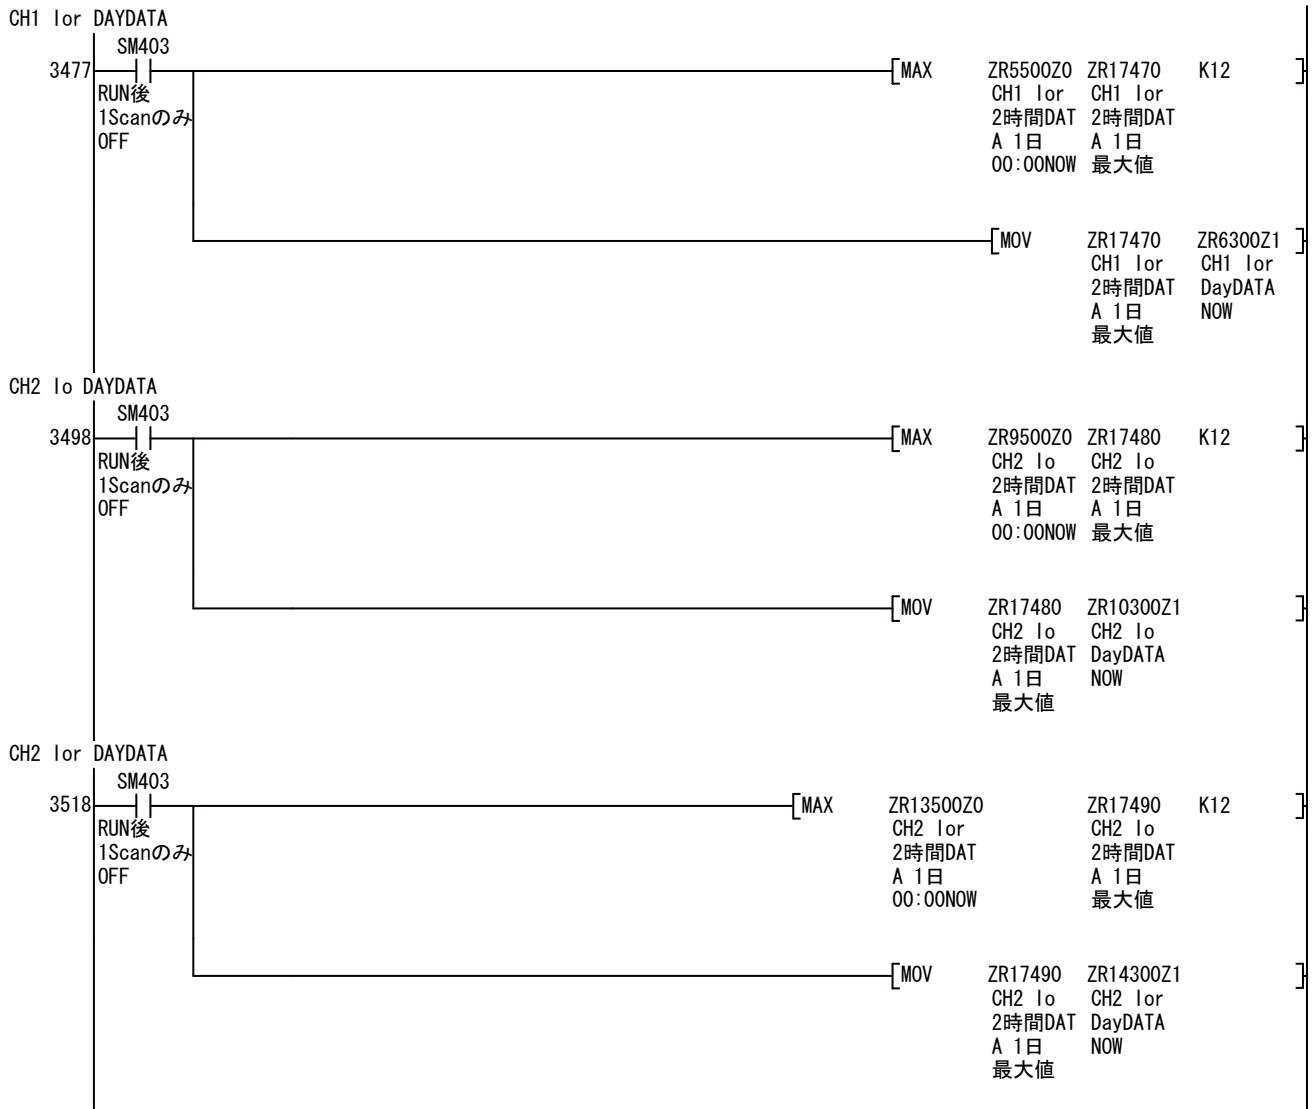 CH1 Ior DAYDATA
SM403
3477
[MAX ZR5500Z0 ZR17470 K12 ]
RUN後 CH1 Ior CH1 Ior
1Scanのみ 2時間DAT 2時間DAT
OFF A 1日 A 1日
00:00NOW 最大値
[MOV ZR17470 ZR6300Z1 ]
CH1 Ior CH1 Ior
2時間DAT DayDATA
A 1日 NOW
最大値
CH2 Io DAYDATA
SM403
3498
[MAX ZR9500Z0 ZR17480 K12 ]
RUN後 CH2 Io CH2 Io
1Scanのみ 2時間DAT 2時間DAT
OFF A 1日 A 1日
00:00NOW 最大値
[MOV ZR17480 ZR10300Z1 ]
CH2 Io CH2 Io
2時間DAT DayDATA
A 1日 NOW
最大値
CH2 Ior DAYDATA
SM403
3518
[MAX ZR13500Z0 ZR17490 K12 ]
RUN後 CH2 Ior CH2 Io
1Scanのみ 2時間DAT 2時間DAT
OFF A 1日 A 1日
00:00NOW 最大値
[MOV ZR17490 ZR14300Z1 ]
CH2 Io CH2 Ior
2時間DAT DayDATA
A 1日 NOW
最大値